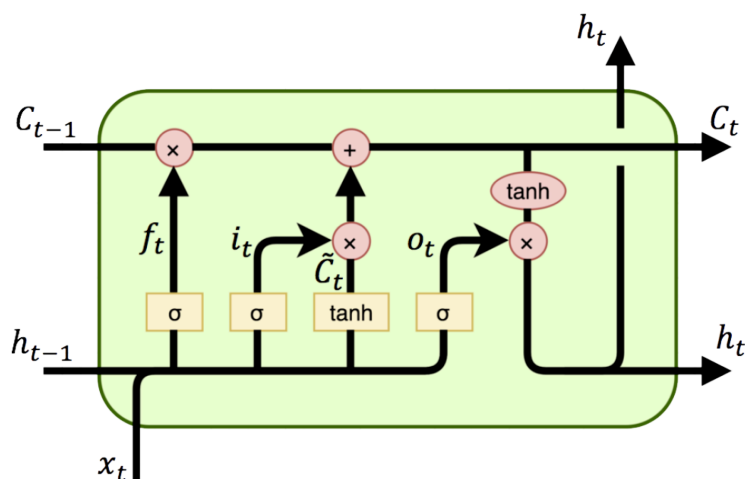 h_t
C_{t-1}
C_t
×
+
tanh
f_t
i_t
×
o_t
×
C̃_t
σ
σ
tanh
σ
h_{t-1}
h_t
x_t